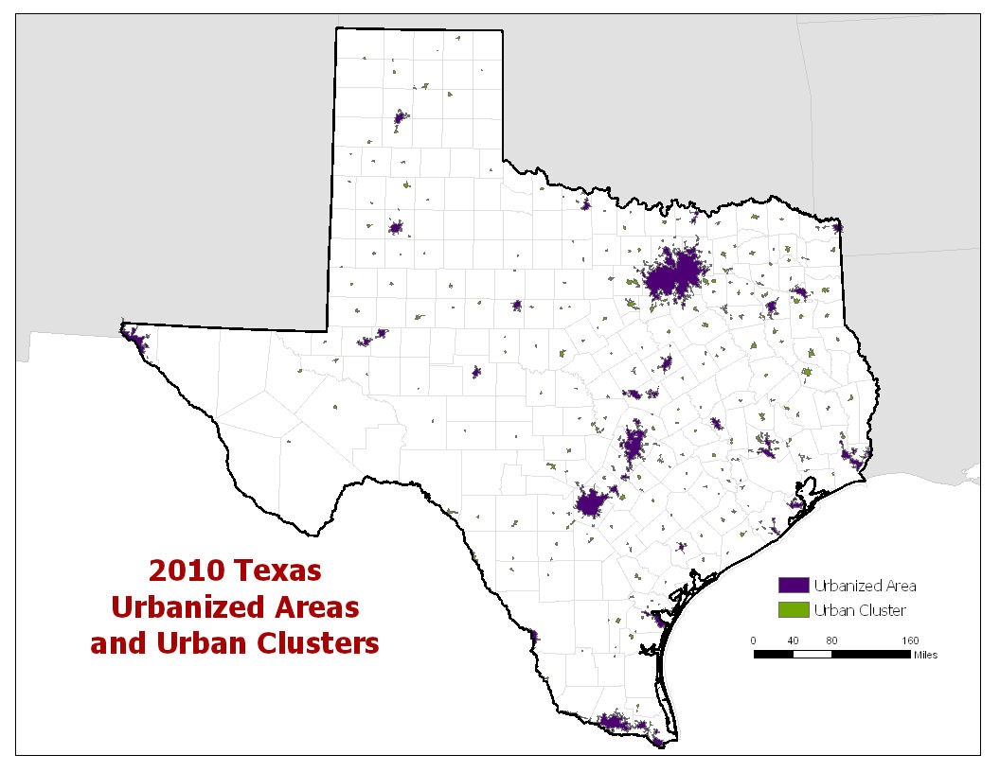 2010 Texas
Urbanized Areas
and Urban Clusters
Urbanized Area
Urban Cluster
0 40 80 160
Miles